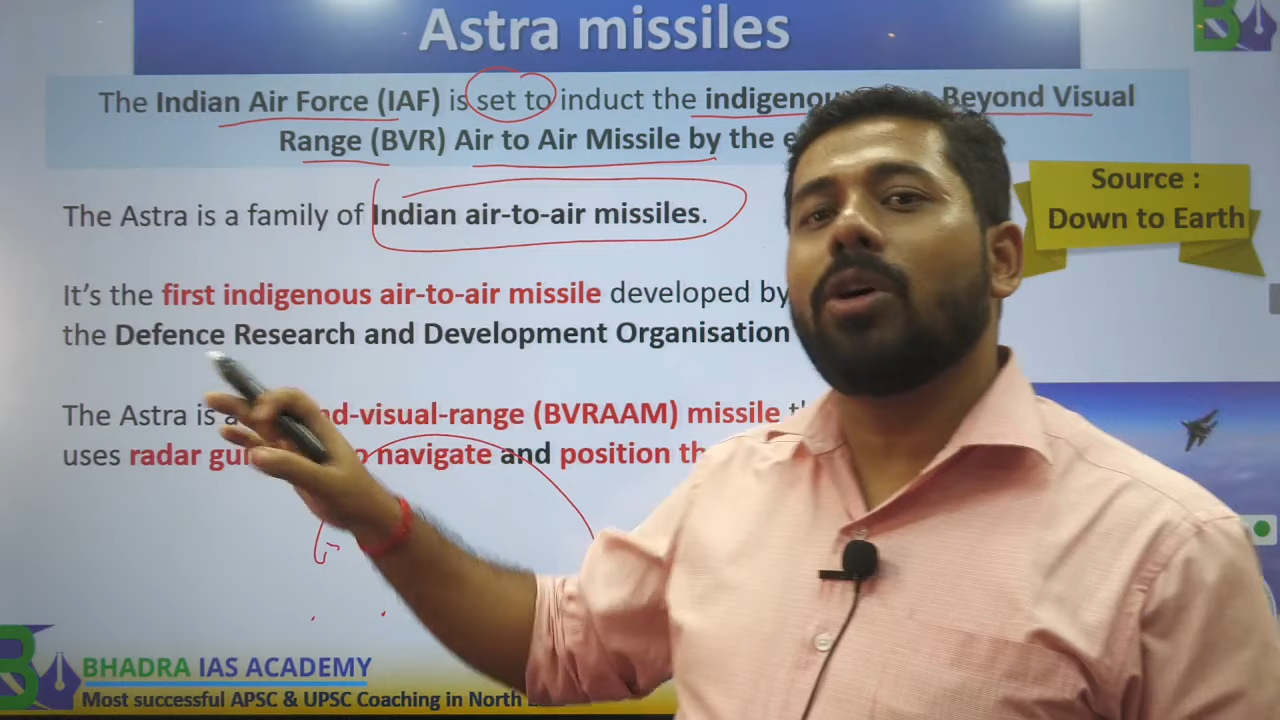 Astra missiles
The Indian Air Force (IAF) is set to induct the indigenou Beyond Visual
Range (BVR) Air to Air Missile by the e
Source :
Down to Earth
The Astra is a family of Indian air-to-air missiles.
It's the first indigenous air-to-air missile developed by
the Defence Research and Development Organisation
The Astra is a nd-visual-range (BVRAAM) missile
uses radar gu navigate and position th
BHADRA IAS ACADEMY
Most successful APSC & UPSC Coaching in North